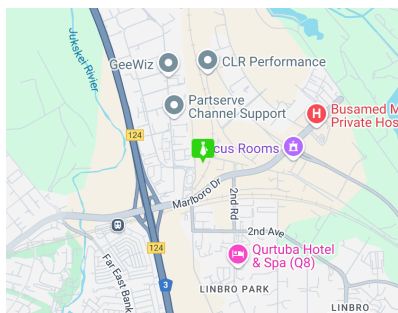 Jukskei Rivier
GeeWiz
CLR Performance
Partserve
Channel Support
Busamed M
Private Hos
124
cus Rooms
Marlboro Dr
2nd Rd
2nd Ave
124
Far East Bank
Qurtuba Hotel
& Spa (Q8)
3
LINBRO PARK
LINBRO